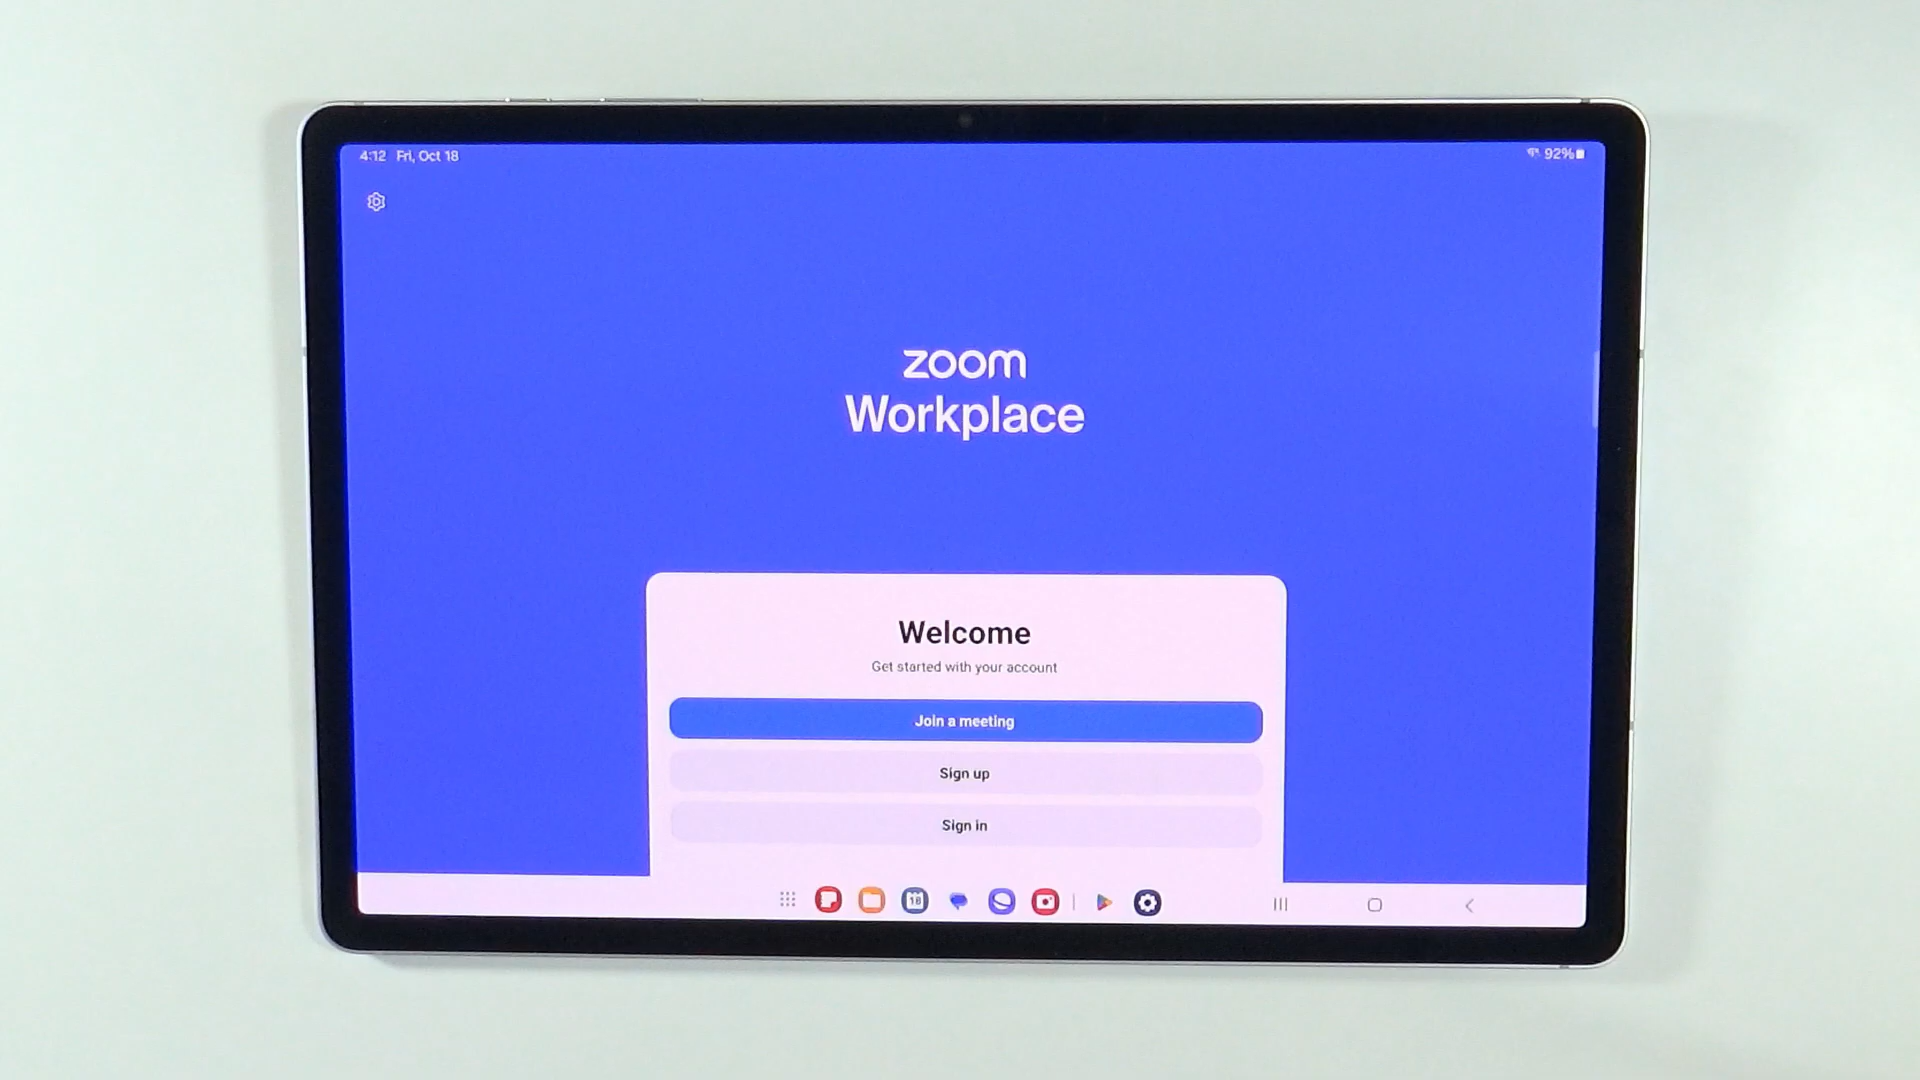 4:12 Fri, Oct 18
92%
zoom
Workplace
Welcome
Get started with your account
Join a meeting
Sign up
Sign in
18